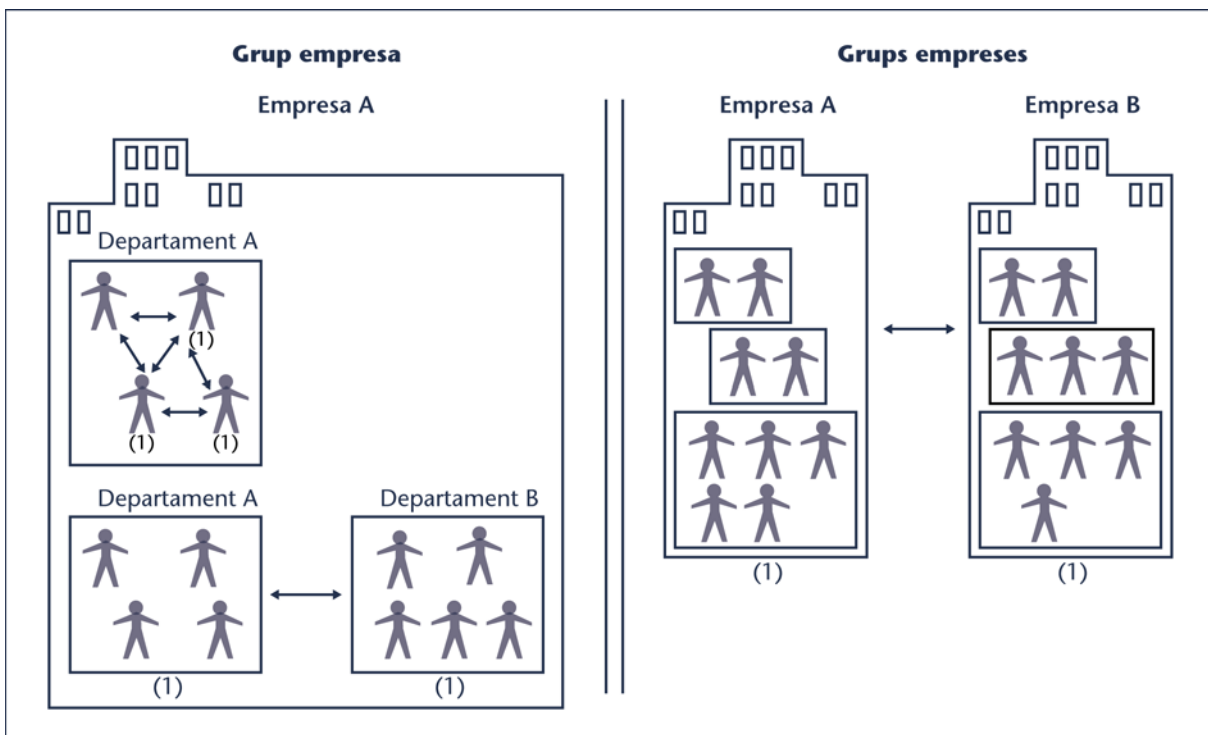 Grup empresa
Empresa A
Departament A
(1)
(1)
(1)
Departament A
Departament B
(1)
(1)
Grups empreses
Empresa A
Empresa B
(1)
(1)